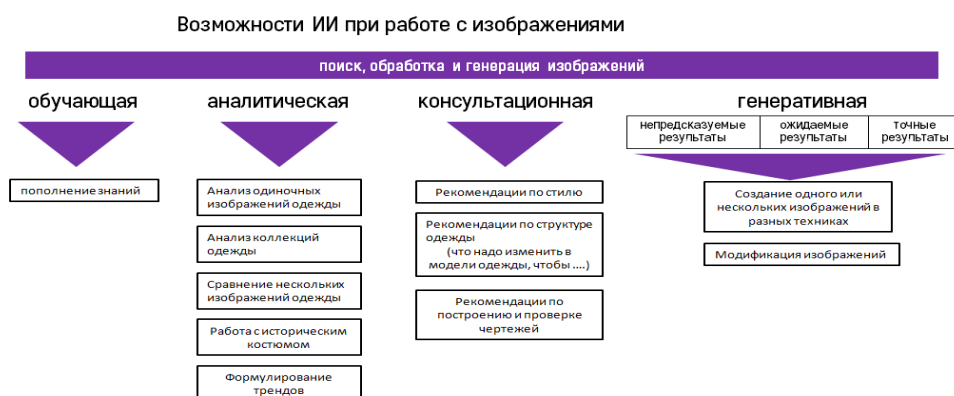 Возможности ИИ при работе с изображениями
поиск, обработка и генерация изображений
обучающая
пополнение знаний
аналитическая
Анализ одиночных
изображений одежды
Анализ коллекций
одежды
Сравнение нескольких
изображений одежды
Работа с историческим
костюмом
Формулирование
трендов
консультационная
Рекомендации по стилю
Рекомендации по структуре
одежды
(что надо изменить в
модели одежды, чтобы ....)
Рекомендации по
построению и проверке
чертежей
генеративная
непредсказуемые
результаты
ожидаемые
результаты
точные
результаты
Создание одного или
нескольких изображений в
разных техниках
Модификация изображений